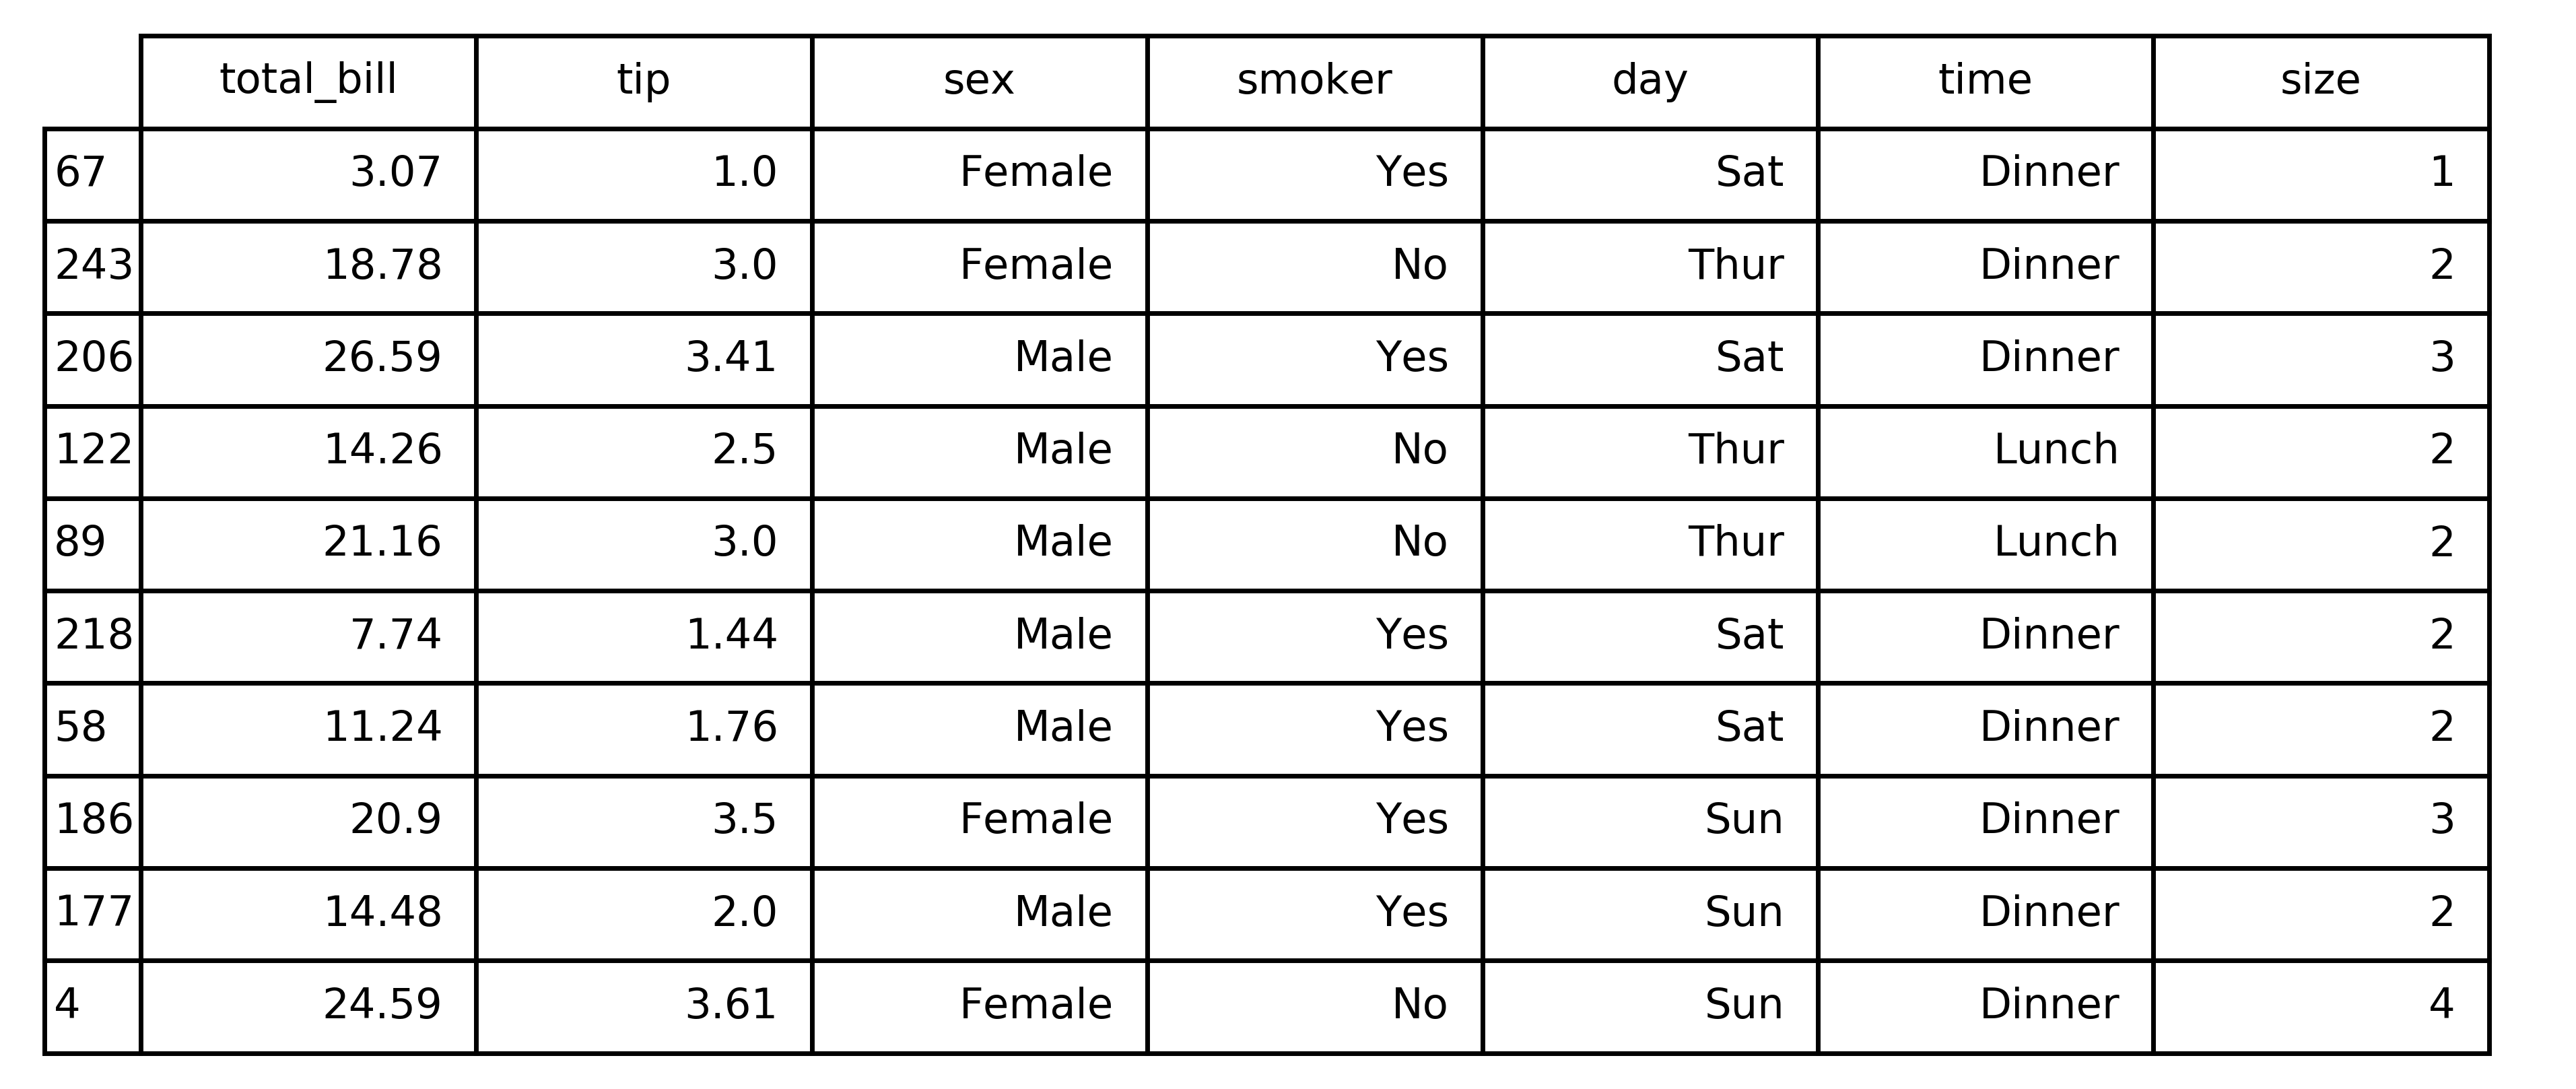 total_bill tip sex smoker day time size
67 3.07 1.0 Female Yes Sat Dinner 1
243 18.78 3.0 Female No Thur Dinner 2
206 26.59 3.41 Male Yes Sat Dinner 3
122 14.26 2.5 Male No Thur Lunch 2
89 21.16 3.0 Male No Thur Lunch 2
218 7.74 1.44 Male Yes Sat Dinner 2
58 11.24 1.76 Male Yes Sat Dinner 2
186 20.9 3.5 Female Yes Sun Dinner 3
177 14.48 2.0 Male Yes Sun Dinner 2
4 24.59 3.61 Female No Sun Dinner 4